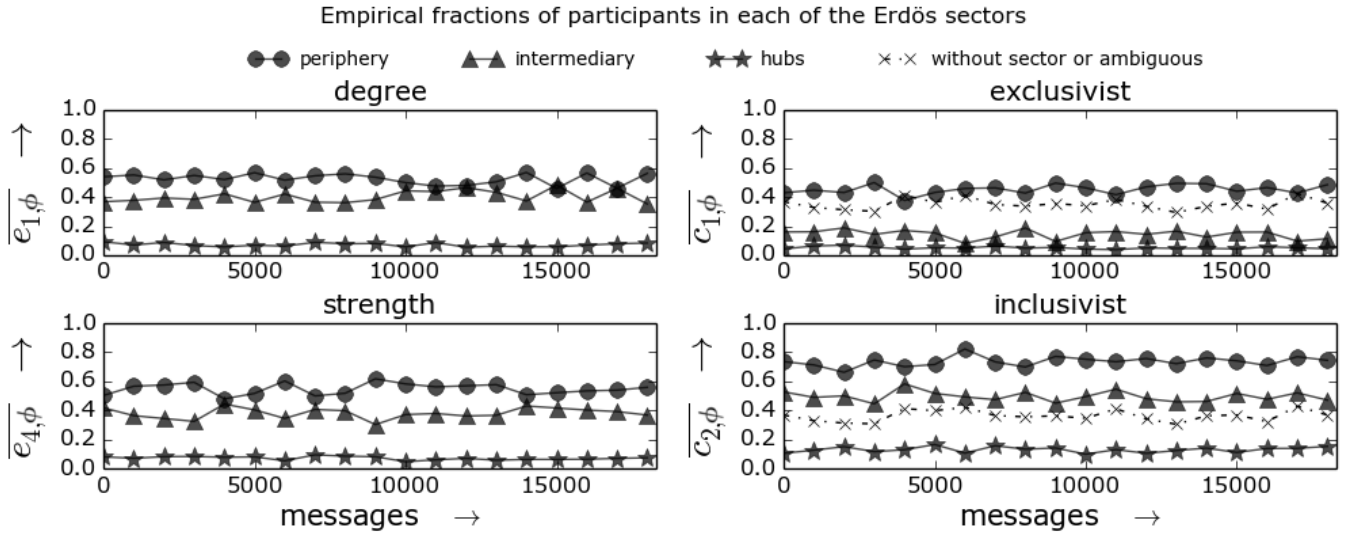 Empirical fractions of participants in each of the Erdös sectors
periphery intermediary hubs without sector or ambiguous
degree
e1,ϕ →
1.0
0.8
0.6
0.4
0.2
0.0
0 5000 10000 15000
exclusivist
c1,ϕ →
1.0
0.8
0.6
0.4
0.2
0.0
0 5000 10000 15000
strength
e4,ϕ →
1.0
0.8
0.6
0.4
0.2
0.0
0 5000 10000 15000
messages →
inclusivist
c2,ϕ →
1.0
0.8
0.6
0.4
0.2
0.0
0 5000 10000 15000
messages →